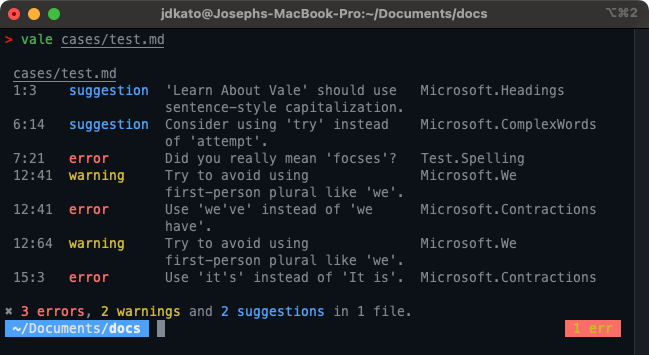 jdkato@Josephs-MacBook-Pro:~/Documents/docs ⌥⌘2
> vale cases/test.md
cases/test.md
1:3 suggestion 'Learn About Vale' should use Microsoft.Headings
sentence-style capitalization.
6:14 suggestion Consider using 'try' instead Microsoft.ComplexWords
of 'attempt'.
7:21 error Did you really mean 'focses'? Test.Spelling
12:41 warning Try to avoid using Microsoft.We
first-person plural like 'we'.
12:41 error Use 'we've' instead of 'we Microsoft.Contractions
have'.
12:64 warning Try to avoid using Microsoft.We
first-person plural like 'we'.
15:3 error Use 'it's' instead of 'It is'. Microsoft.Contractions
✖ 3 errors, 2 warnings and 2 suggestions in 1 file.
~/Documents/docs 1 err